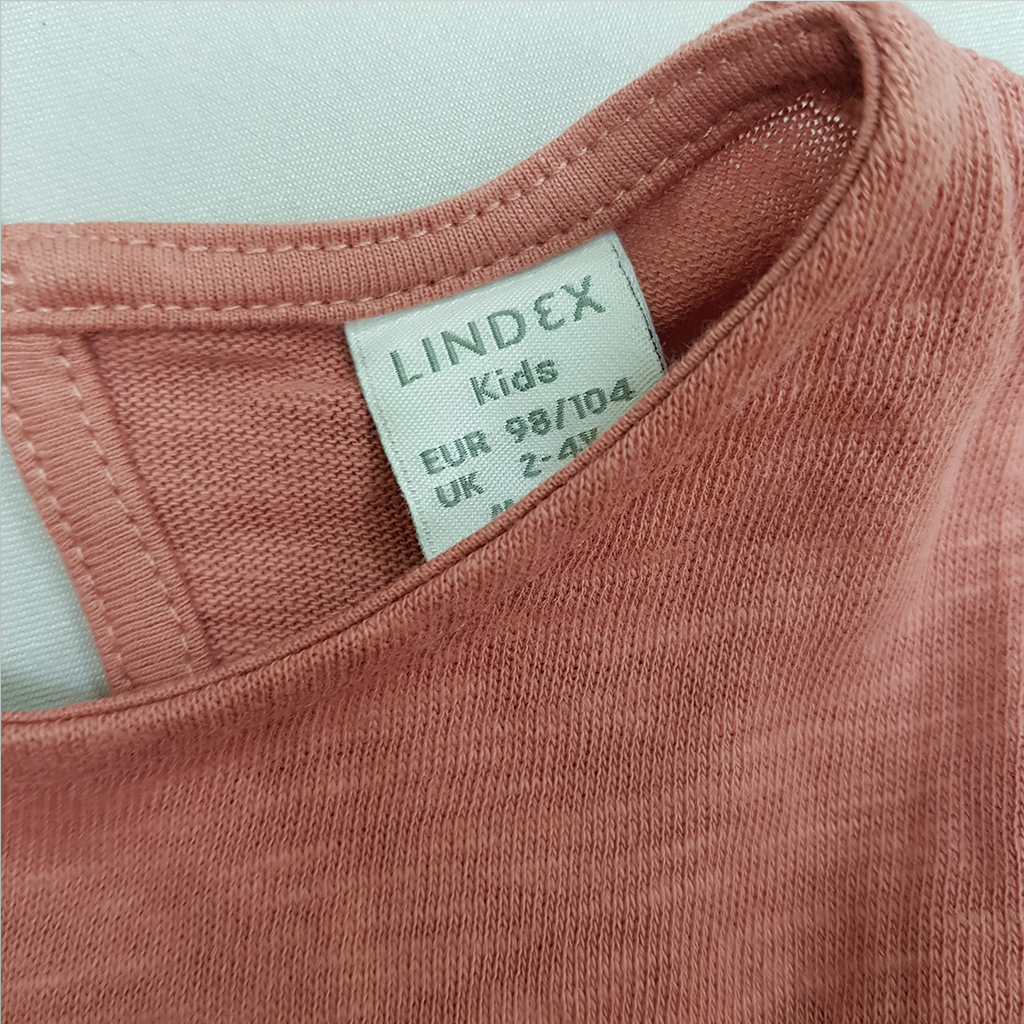 LINDEX
Kids
EUR 98/104
UK 2-4Y